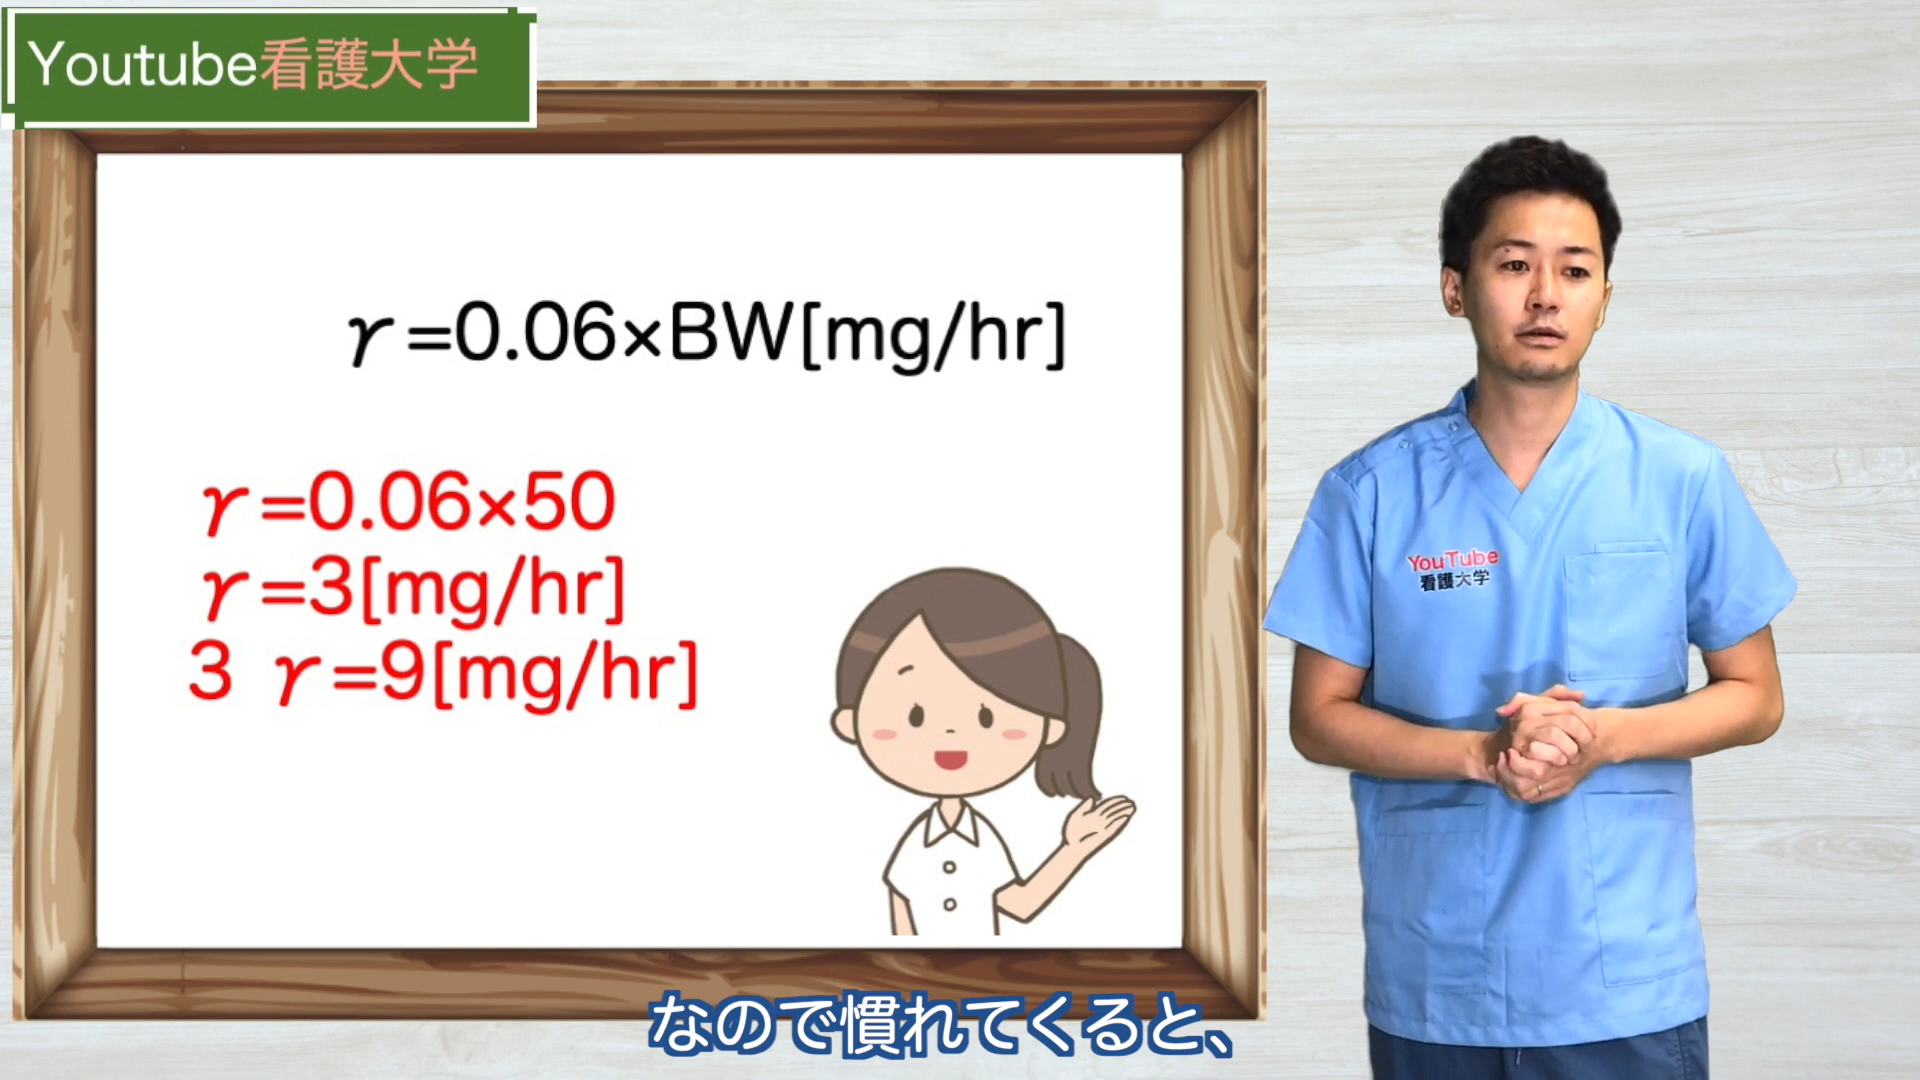 Youtube看護大学
γ=0.06×BW[mg/hr]
γ=0.06×50
γ=3[mg/hr]
3 γ=9[mg/hr]
YouTube
看護大学
なので慣れてくると、